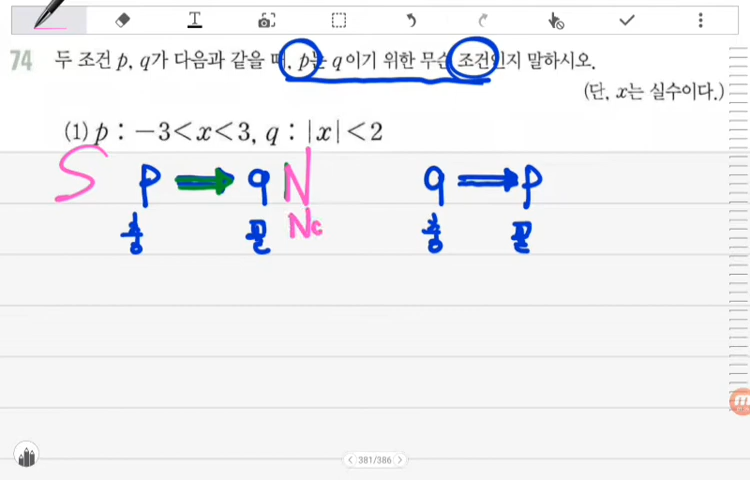 74 두 조건 p, q가 다음과 같을 때, p는 q이기 위한 무슨 조건인지 말하시오.
(단, x는 실수이다.)
(1) p : −3<x<3, q : |x|<2
S p ⟹ q N q ⟹ p
충 필 Nc 충 필
381/386